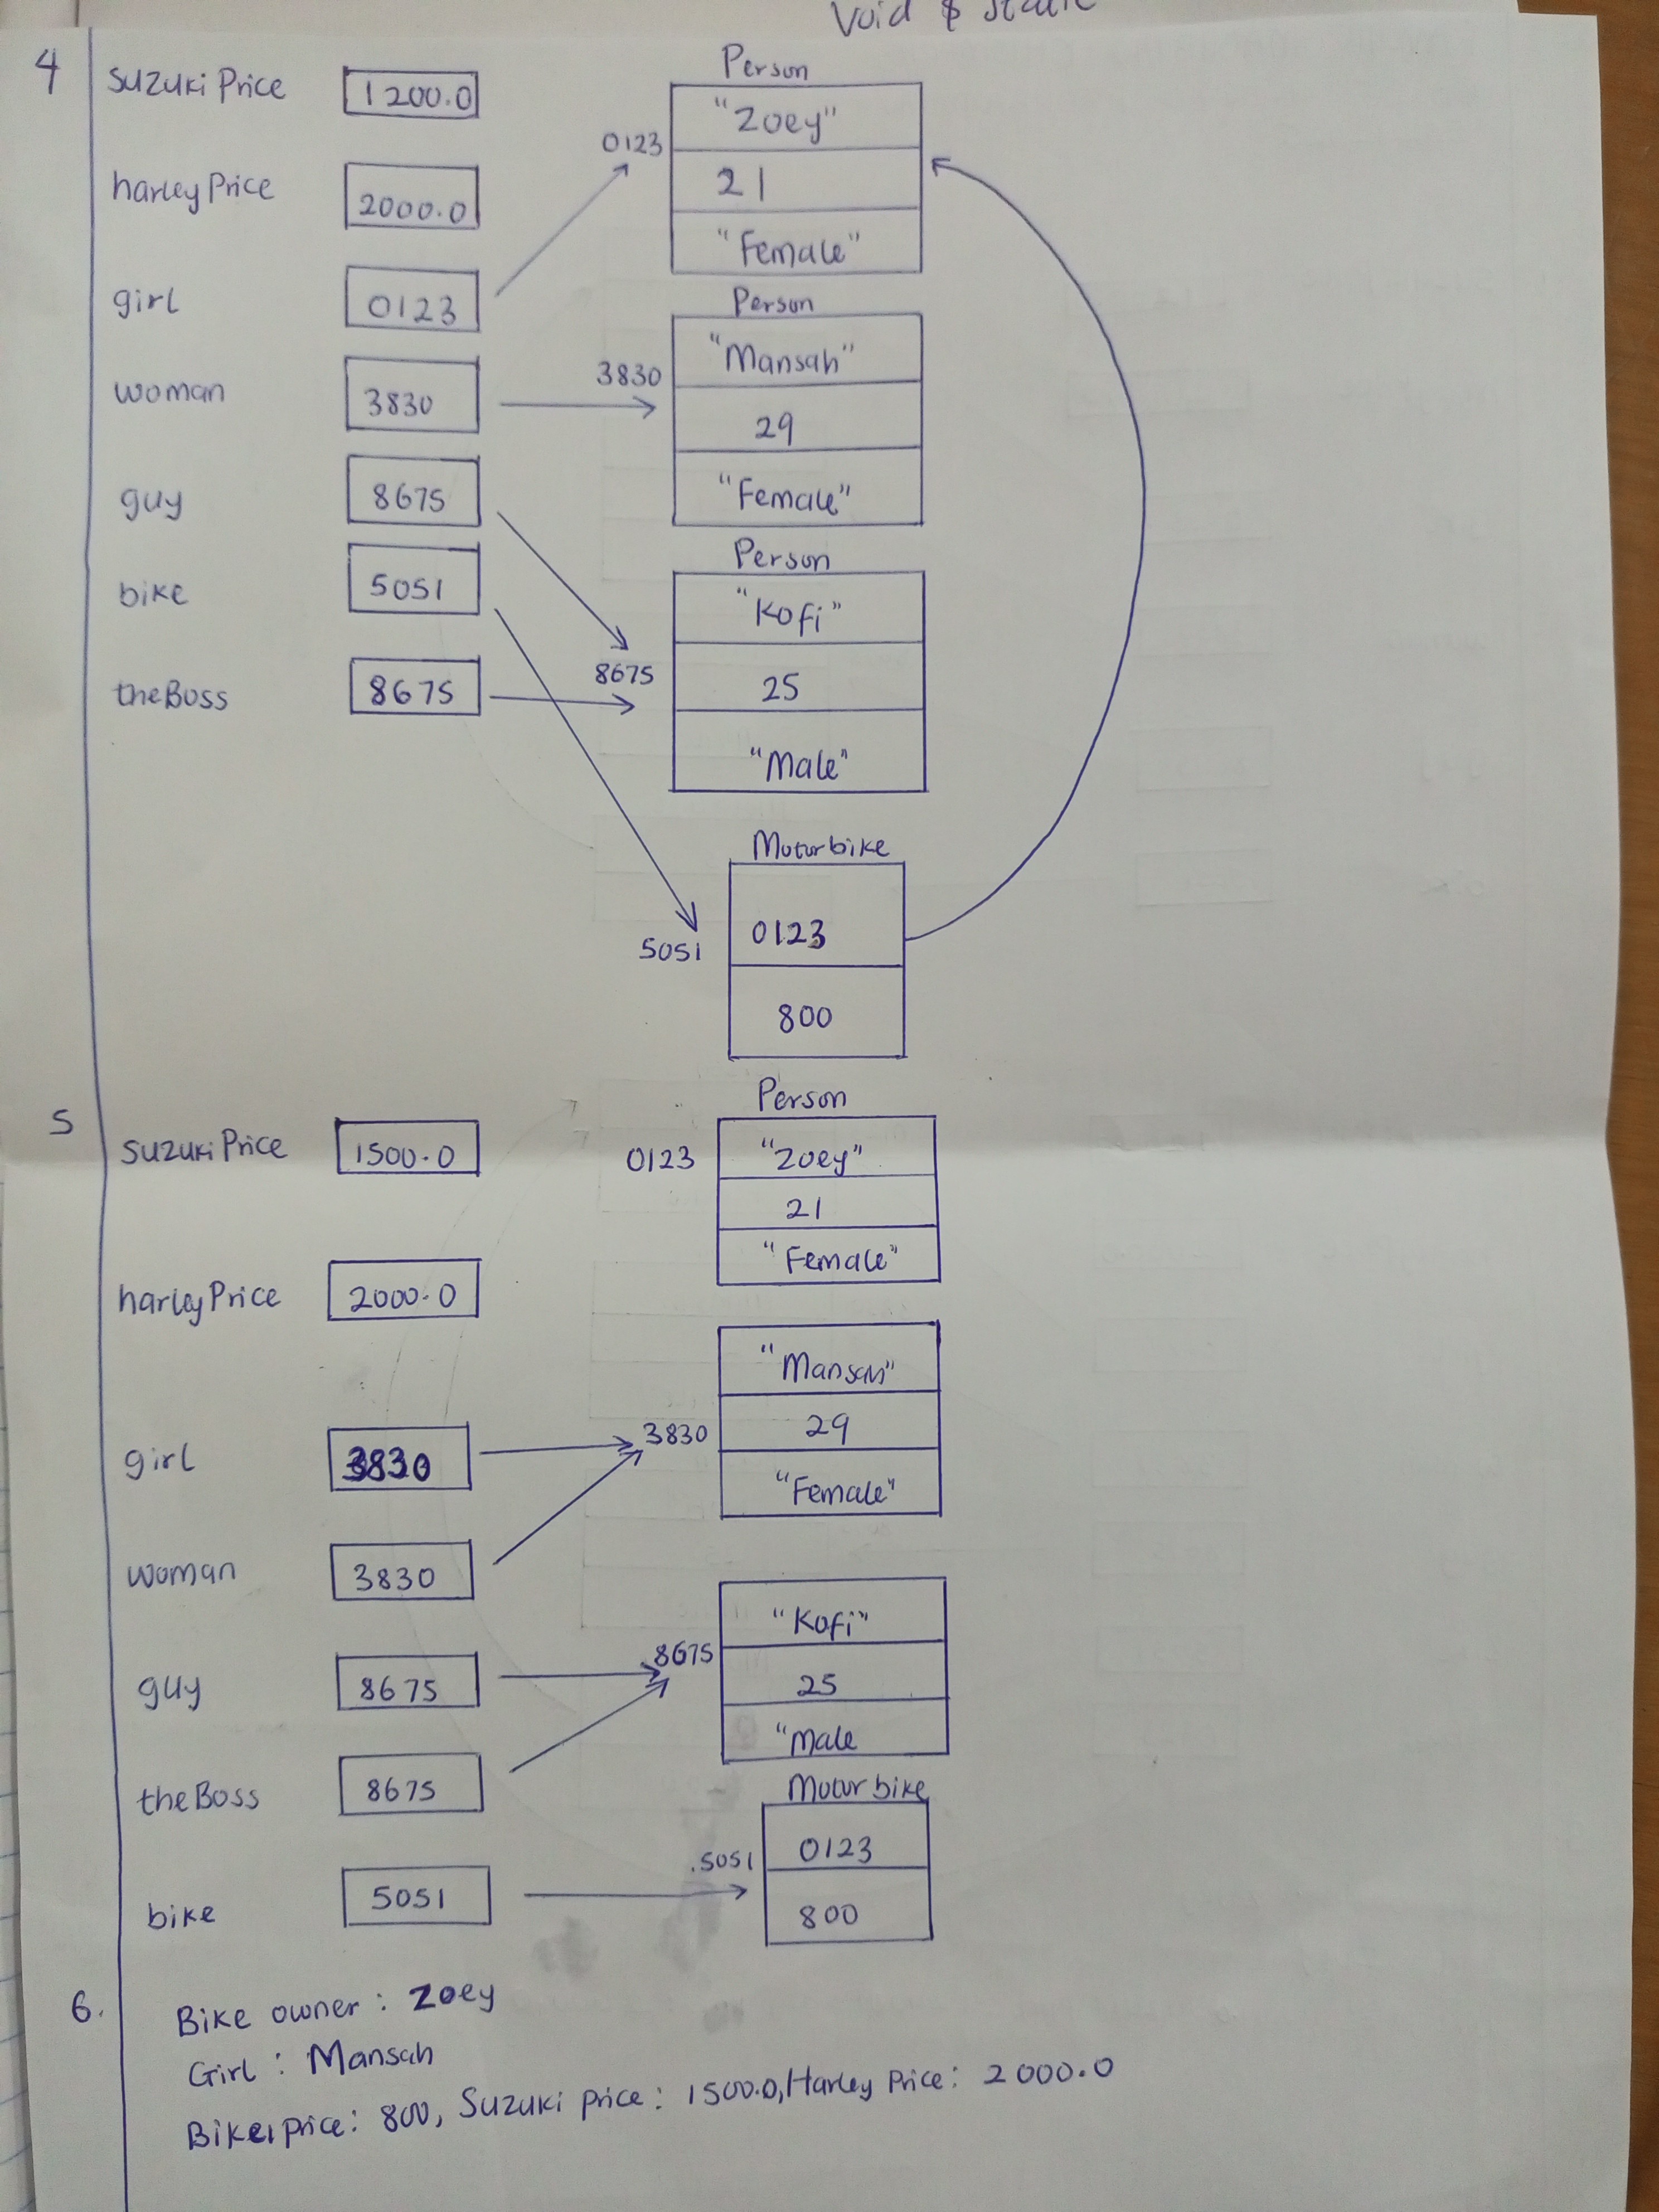 Void & Static
4
Person
suzukiPrice 1200.0
"Zoey"
0123
21
harleyPrice 2000.0
"Female"
girl 0123
Person
"Mansah"
woman 3830
3830
29
"Female"
guy 8675
Person
bike 5051
"Kofi"
8675
25
theBoss 8675
"Male"
Motorbike
0123
5051
800
5
Person
suzukiPrice 1500.0
0123
"Zoey"
21
"Female"
harleyPrice 2000.0
"Mansah"
3830
29
girl 3830
"Female"
woman 3830
"Kofi"
8675
25
guy 8675
"Male
Motorbike
theBoss 8675
0123
.5051
800
bike 5051
6.
Bike owner: Zoey
Girl: Mansah
Bike price: 800, Suzuki price: 1500.0, Harley Price: 2000.0